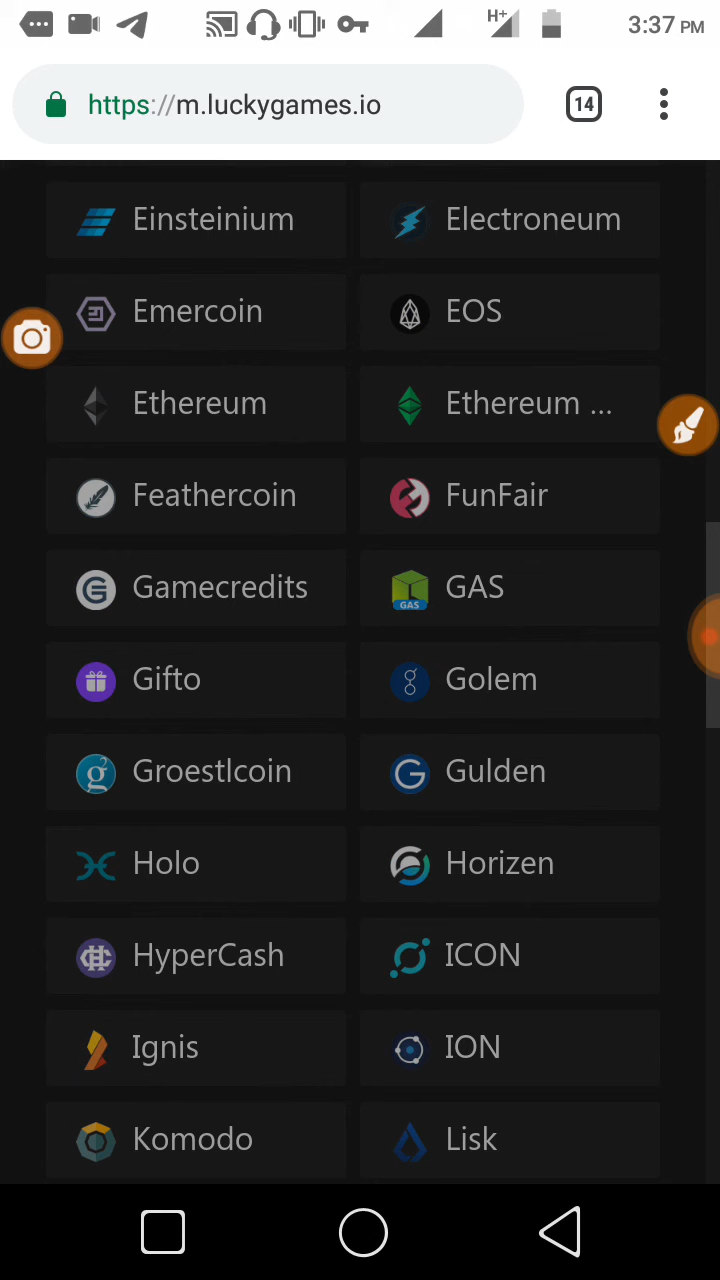 H+
3:37 PM
https://m.luckygames.io
14
Einsteinium
Electroneum
Emercoin
EOS
Ethereum
Ethereum ...
Feathercoin
FunFair
Gamecredits
GAS
GAS
Gifto
Golem
Groestlcoin
Gulden
Holo
Horizen
HyperCash
ICON
Ignis
ION
Komodo
Lisk